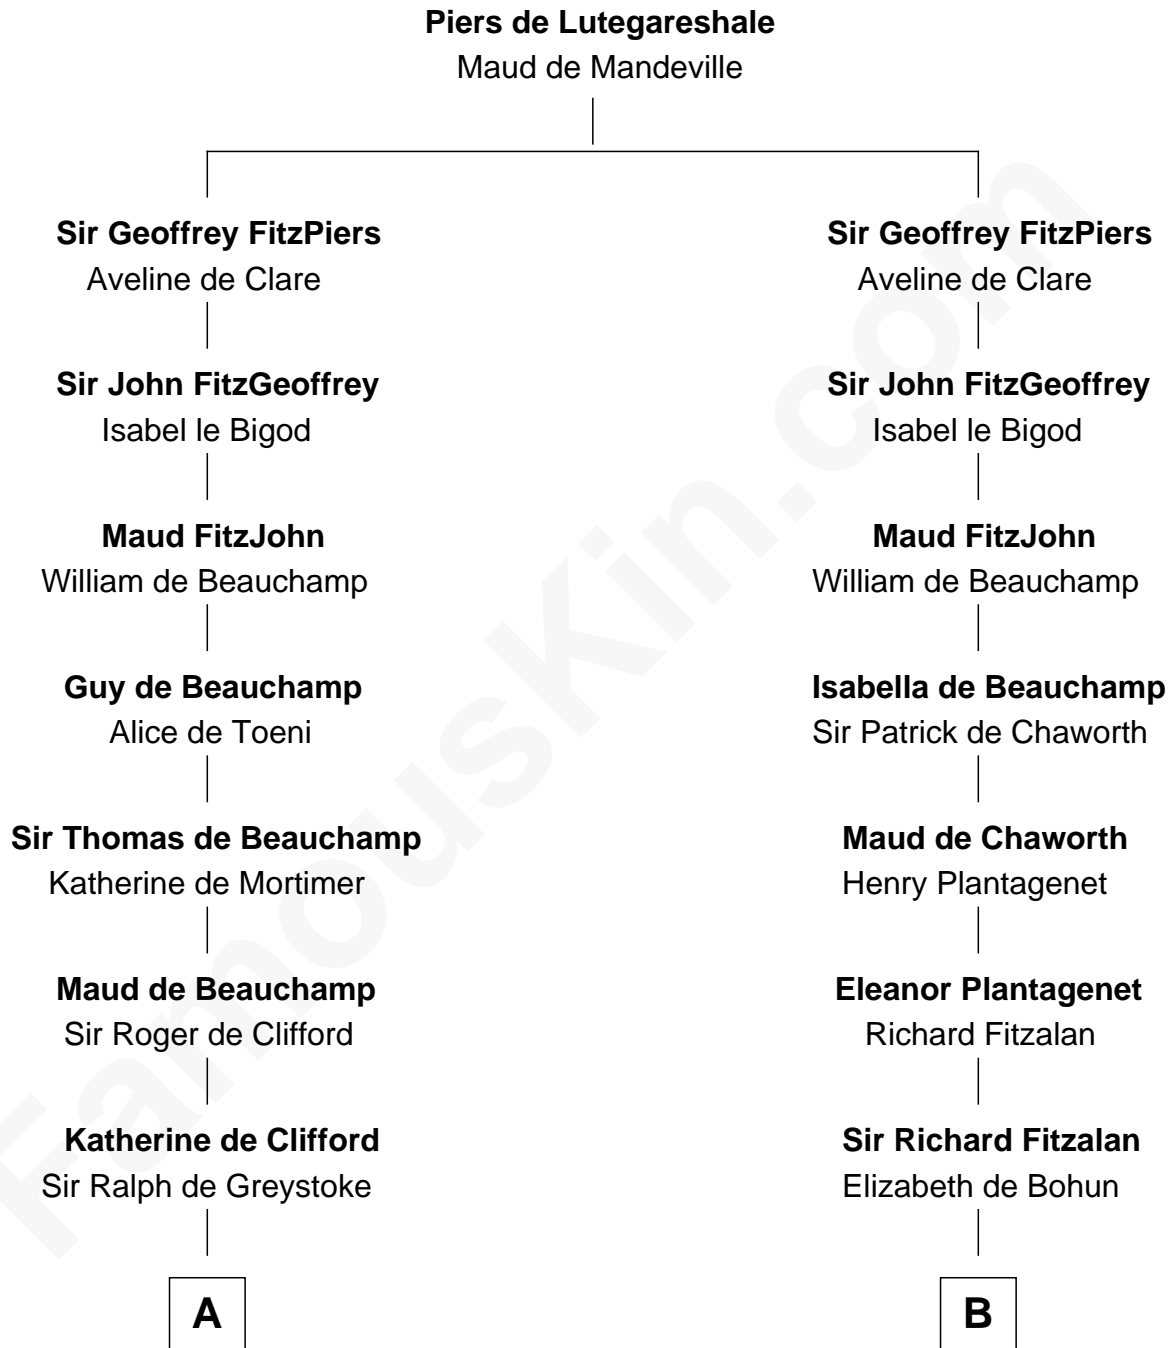 Piers de Lutegareshale
Maud de Mandeville
Sir Geoffrey FitzPiers
Aveline de Clare
Sir John FitzGeoffrey
Isabel le Bigod
Maud FitzJohn
William de Beauchamp
Guy de Beauchamp
Alice de Toeni
Sir Thomas de Beauchamp
Katherine de Mortimer
Maud de Beauchamp
Sir Roger de Clifford
Katherine de Clifford
Sir Ralph de Greystoke
A
Sir Geoffrey FitzPiers
Aveline de Clare
Sir John FitzGeoffrey
Isabel le Bigod
Maud FitzJohn
William de Beauchamp
Isabella de Beauchamp
Sir Patrick de Chaworth
Maud de Chaworth
Henry Plantagenet
Eleanor Plantagenet
Richard Fitzalan
Sir Richard Fitzalan
Elizabeth de Bohun
B
FamousKin.com